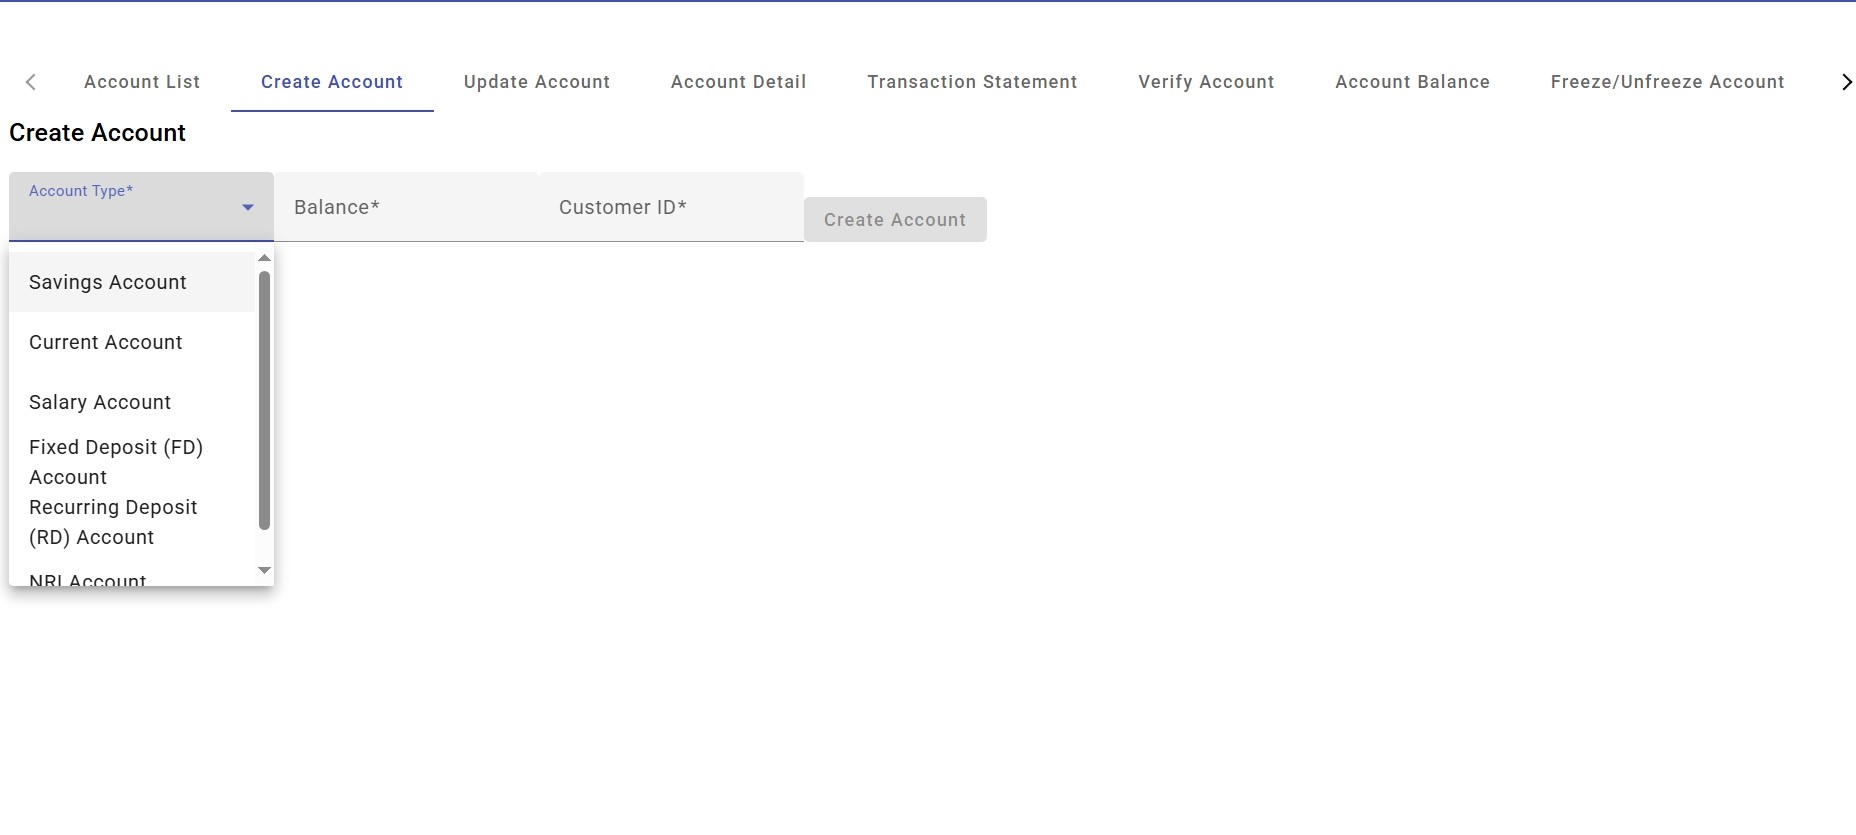 Account List Create Account Update Account Account Detail Transaction Statement Verify Account Account Balance Freeze/Unfreeze Account
Create Account
Account Type*
Balance* Customer ID* Create Account
Savings Account
Current Account
Salary Account
Fixed Deposit (FD)
Account
Recurring Deposit
(RD) Account
NRI Account